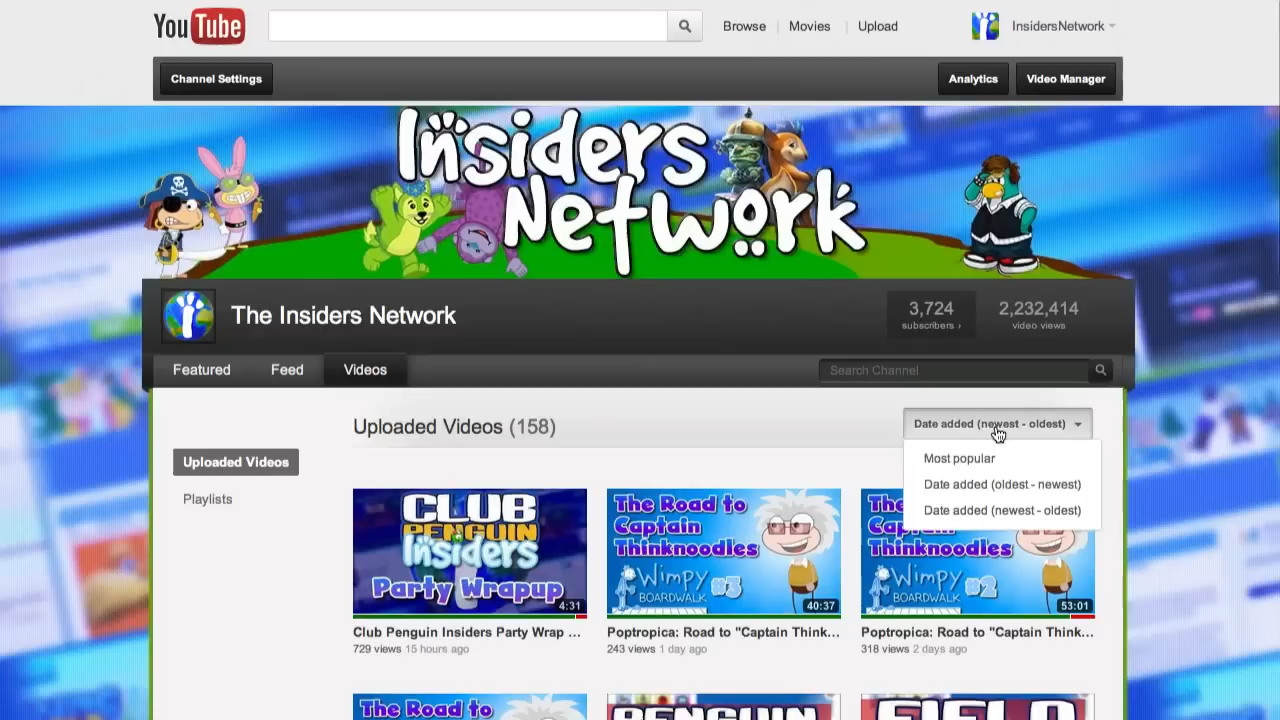 YouTube
Browse
Movies
Upload
InsidersNetwork
Channel Settings
Analytics
Video Manager
Insiders
Network
The Insiders Network
3,724
subscribers ›
2,232,414
video views
Featured
Feed
Videos
Search Channel
Uploaded Videos (158)
Date added (newest - oldest)
Most popular
Date added (oldest - newest)
Date added (newest - oldest)
Uploaded Videos
Playlists
CLUB
PENGUIN
Insiders
Party Wrapup
4:31
Club Penguin Insiders Party Wrap ...
729 views 15 hours ago
The Road to
Captain
Thinknoodles
Wimpy
BOARDWALK
#3
40:37
Poptropica: Road to "Captain Think...
243 views 1 day ago
The
Cap
Thinknoodles
Wimpy
BOARDWALK
#2
53:01
Poptropica: Road to "Captain Think...
318 views 2 days ago
The Road to
PENGUIN
FIELD